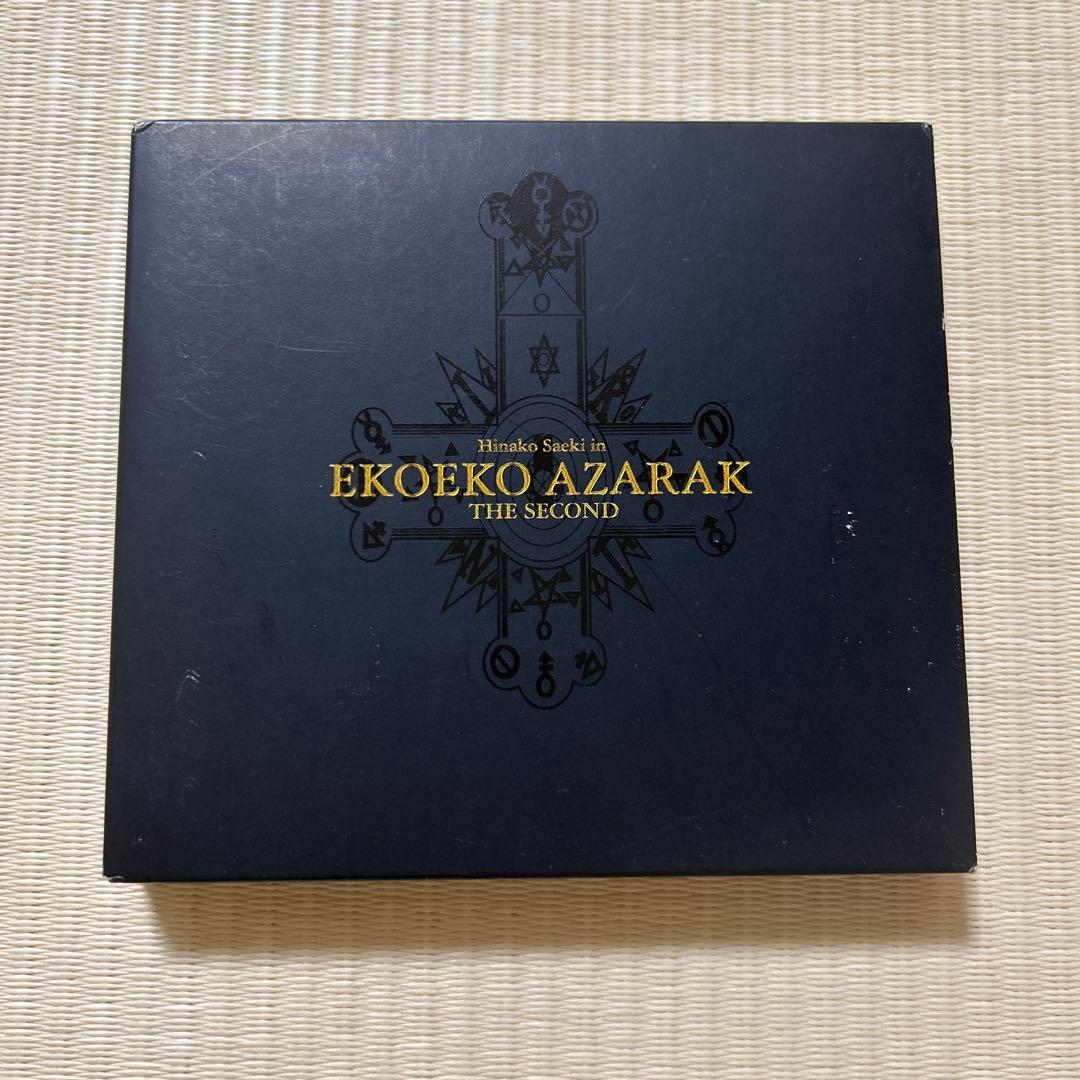 Hinako Saeki in
EKOEKO AZARAK
THE SECOND